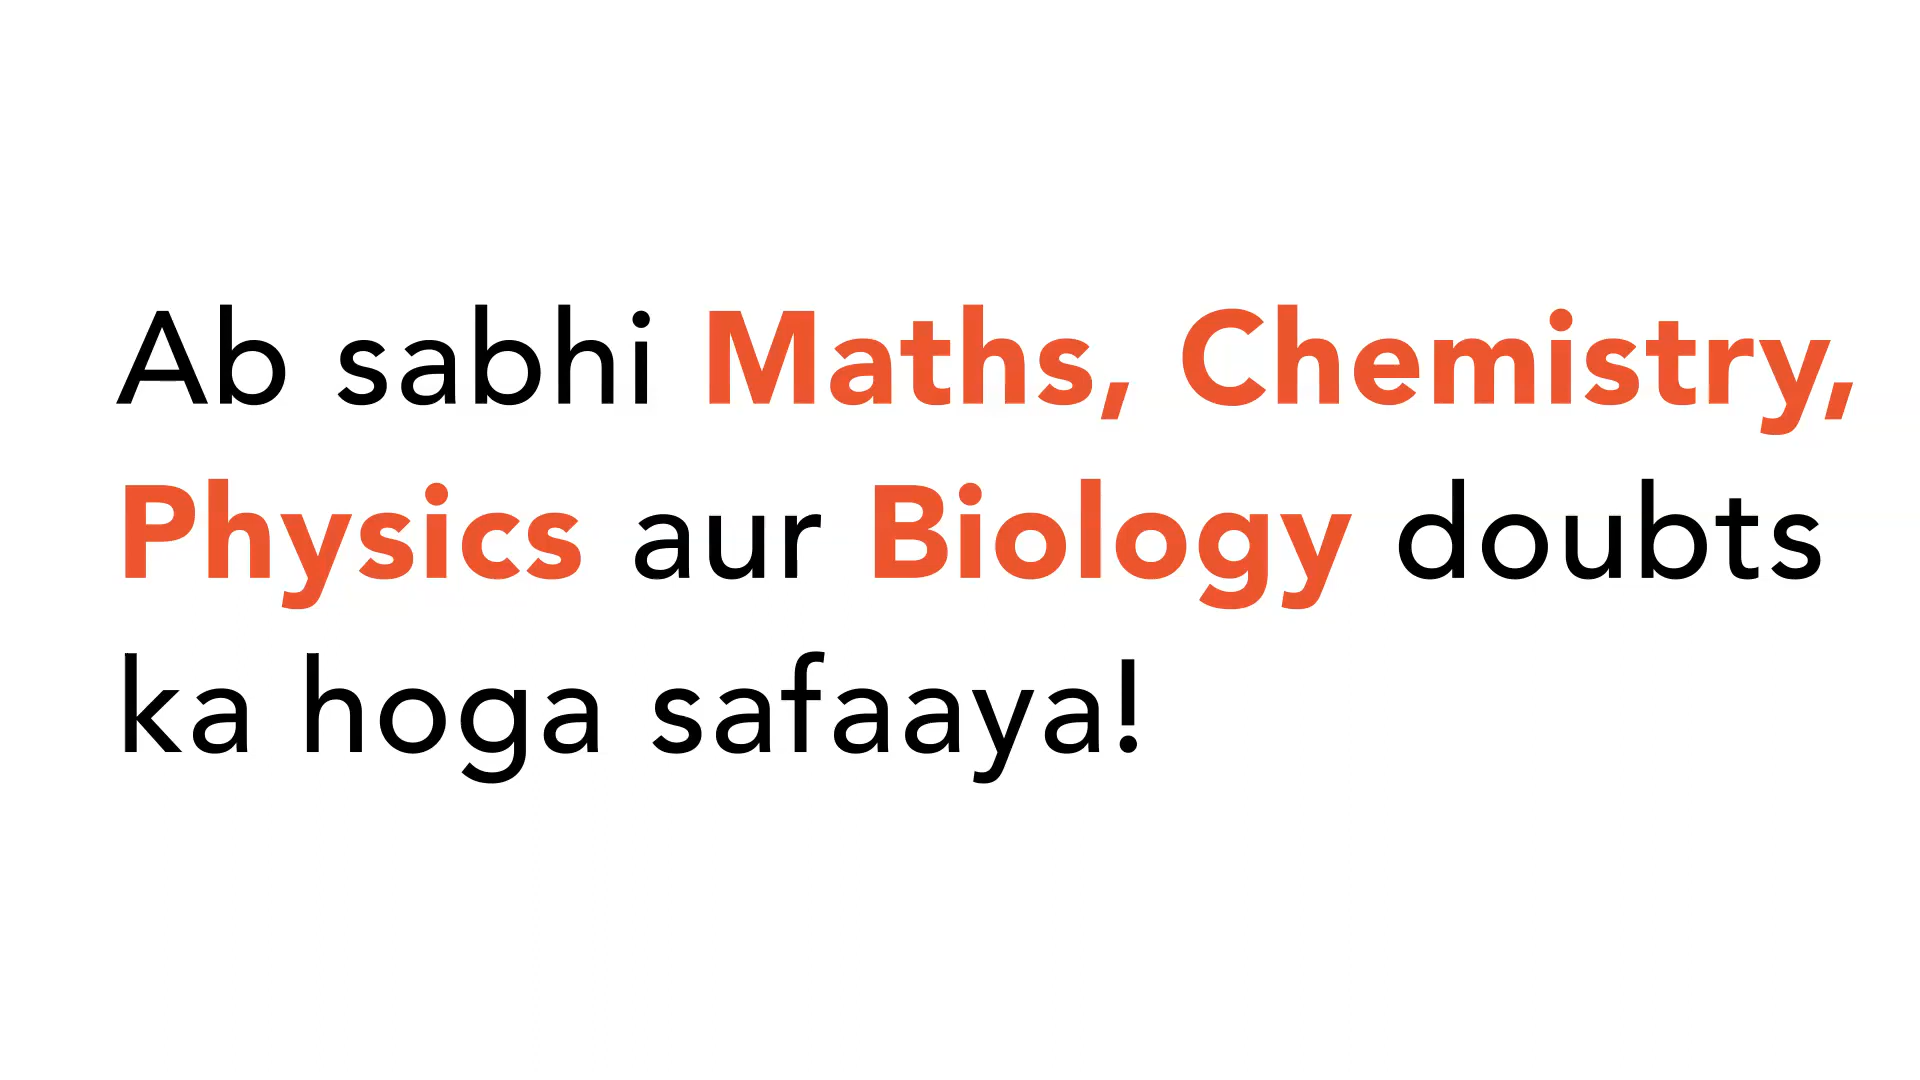 Ab sabhi Maths, Chemistry,
Physics aur Biology doubts
ka hoga safaaya!